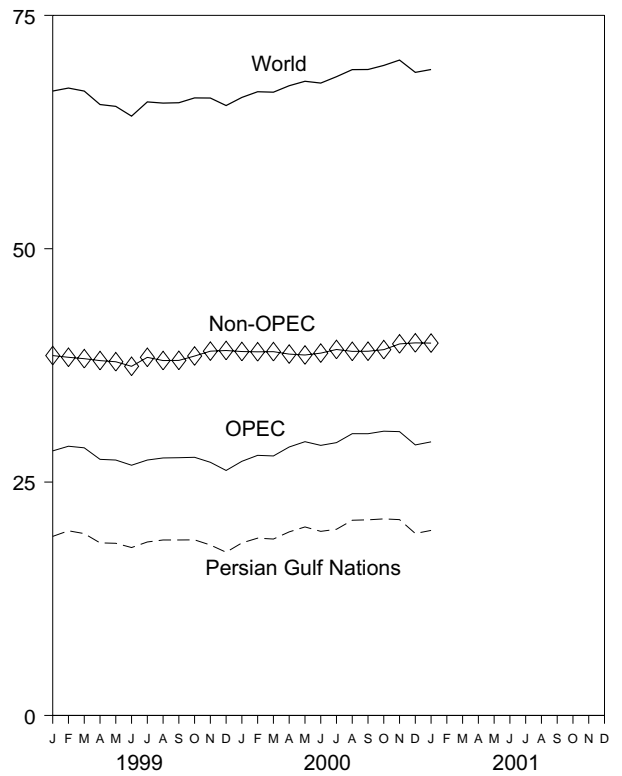 75
World
50
Non-OPEC
OPEC
25
Persian Gulf Nations
0
J F M A M J J A S O N D J F M A M J J A S O N D J F M A M J J A S O N D
1999 2000 2001